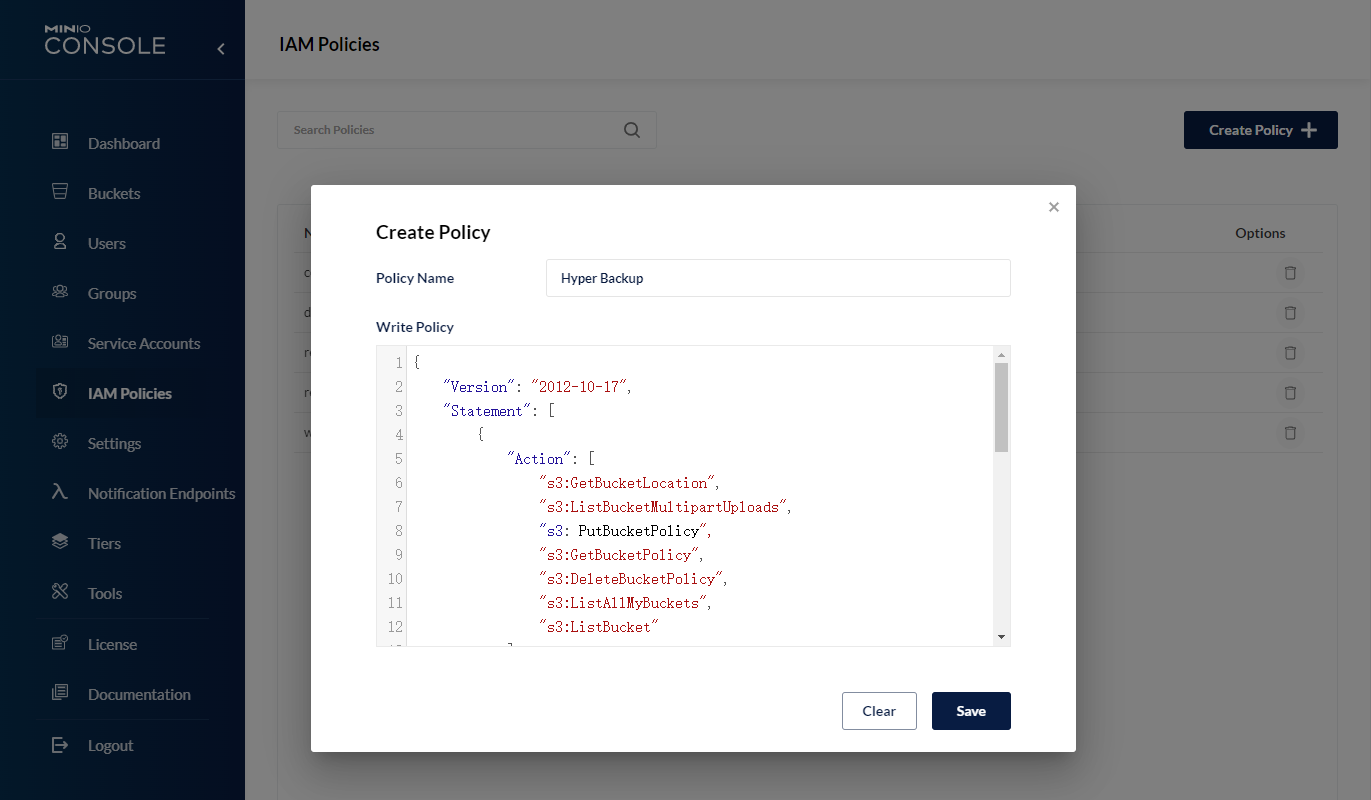 MINIO
CONSOLE
IAM Policies
Dashboard
Buckets
Users
Groups
Service Accounts
IAM Policies
Settings
Notification Endpoints
Tiers
Tools
License
Documentation
Logout
Search Policies
Create Policy
Options
Create Policy
Policy Name
Hyper Backup
Write Policy
1 {
2 "Version": "2012-10-17",
3 "Statement": [
4 {
5 "Action": [
6 "s3:GetBucketLocation",
7 "s3:ListBucketMultipartUploads",
8 "s3: PutBucketPolicy",
9 "s3:GetBucketPolicy",
10 "s3:DeleteBucketPolicy",
11 "s3:ListAllMyBuckets",
12 "s3:ListBucket"
Clear
Save